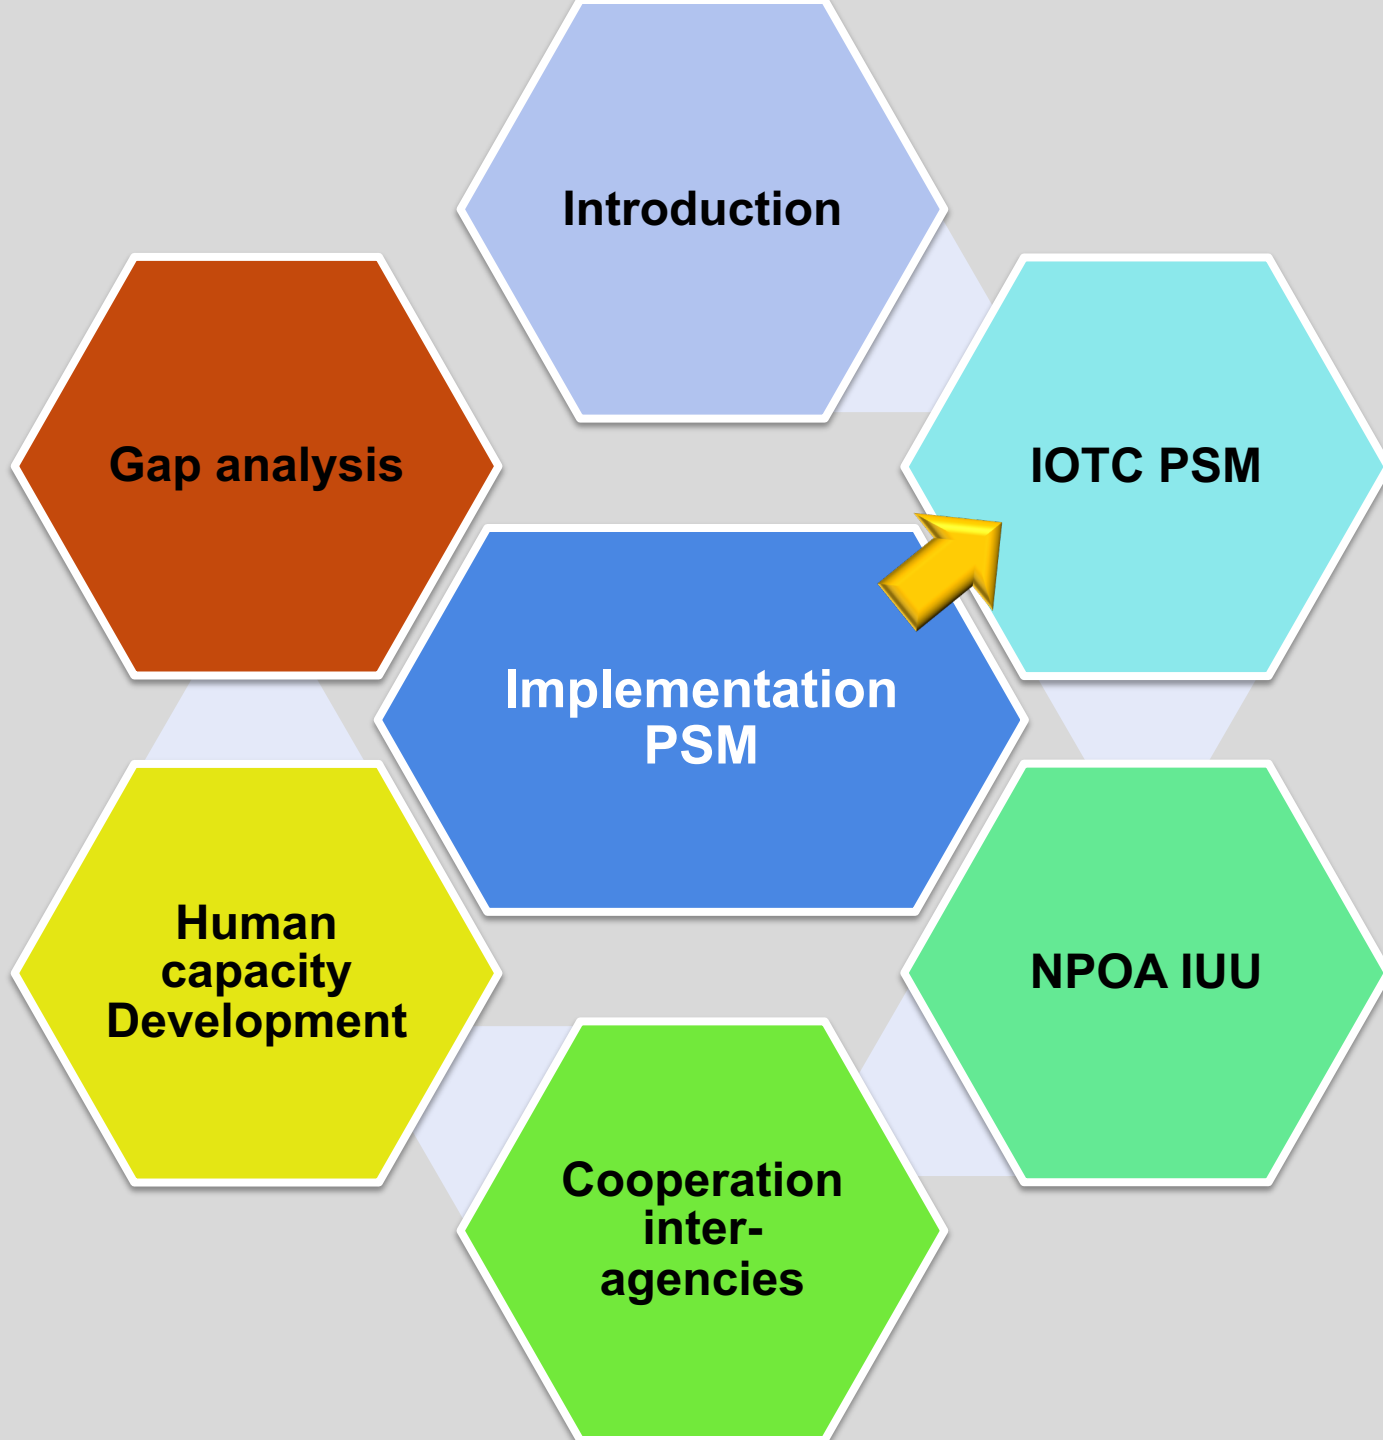 Introduction
Gap analysis
IOTC PSM
Implementation
PSM
Human
capacity
Development
NPOA IUU
Cooperation
inter-
agencies